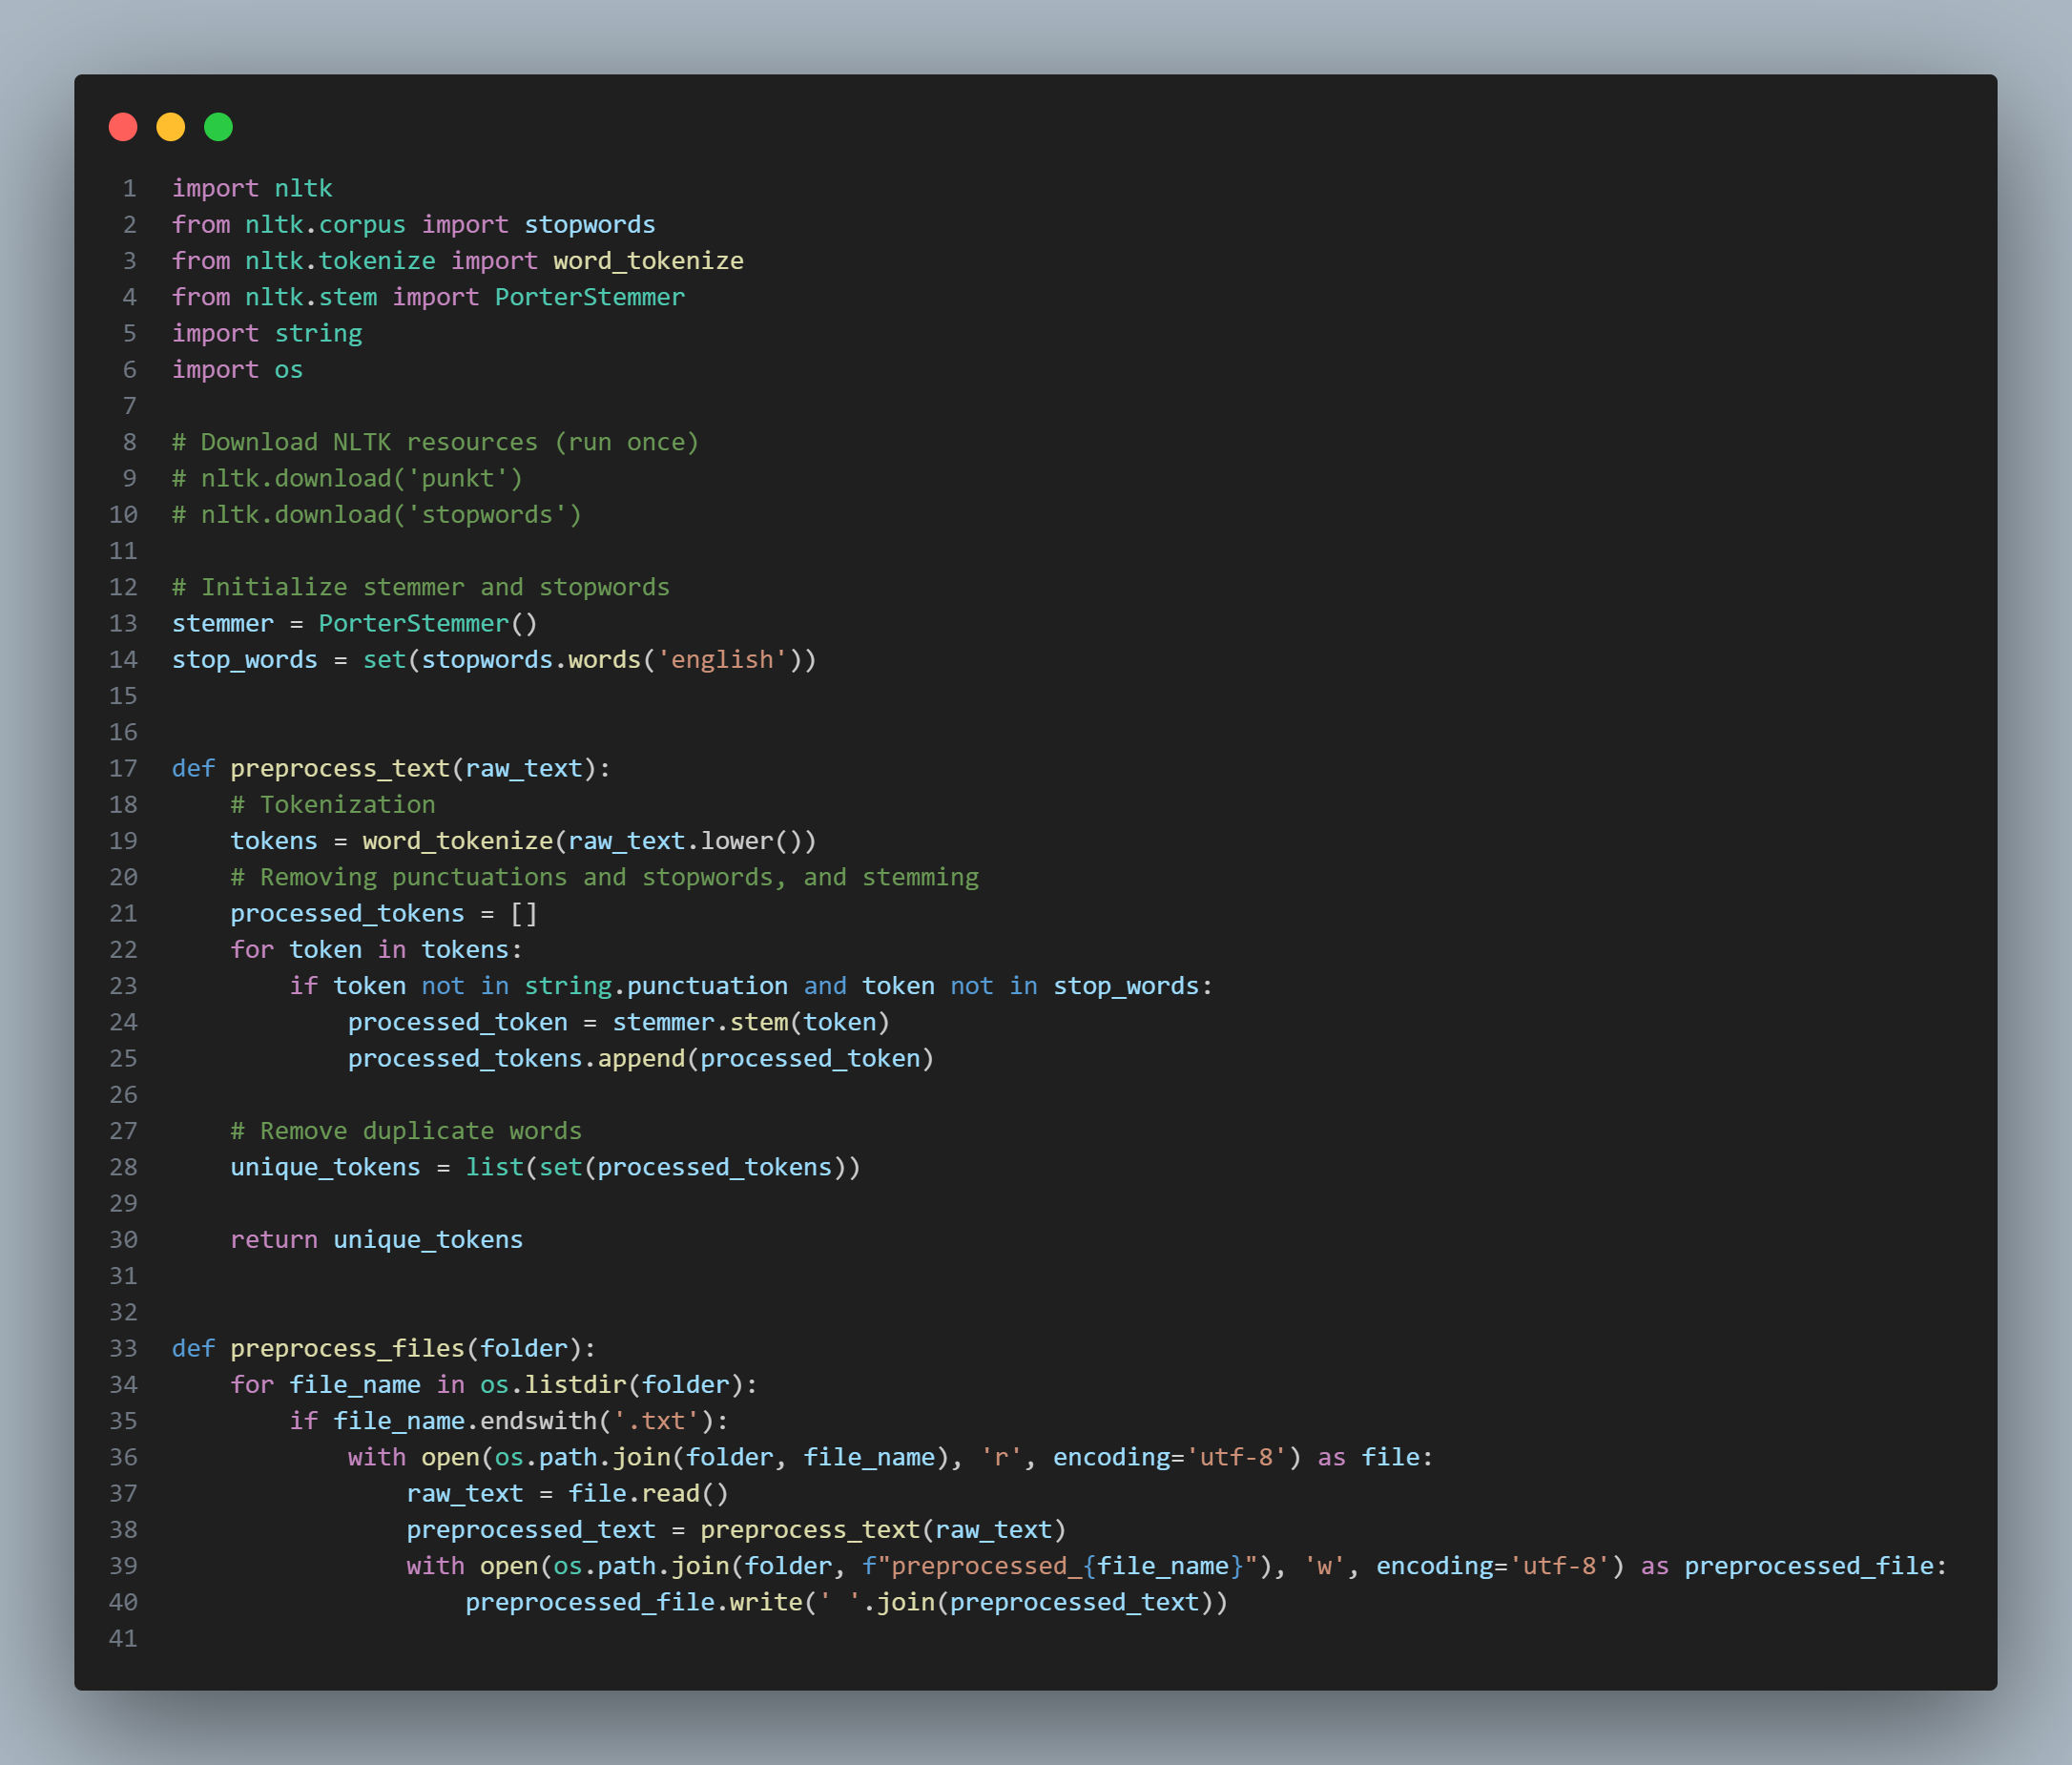 1 import nltk
2 from nltk.corpus import stopwords
3 from nltk.tokenize import word_tokenize
4 from nltk.stem import PorterStemmer
5 import string
6 import os
7
8 # Download NLTK resources (run once)
9 # nltk.download('punkt')
10 # nltk.download('stopwords')
11
12 # Initialize stemmer and stopwords
13 stemmer = PorterStemmer()
14 stop_words = set(stopwords.words('english'))
15
16
17 def preprocess_text(raw_text):
18     # Tokenization
19     tokens = word_tokenize(raw_text.lower())
20     # Removing punctuations and stopwords, and stemming
21     processed_tokens = []
22     for token in tokens:
23         if token not in string.punctuation and token not in stop_words:
24             processed_token = stemmer.stem(token)
25             processed_tokens.append(processed_token)
26
27     # Remove duplicate words
28     unique_tokens = list(set(processed_tokens))
29
30     return unique_tokens
31
32
33 def preprocess_files(folder):
34     for file_name in os.listdir(folder):
35         if file_name.endswith('.txt'):
36             with open(os.path.join(folder, file_name), 'r', encoding='utf-8') as file:
37                 raw_text = file.read()
38                 preprocessed_text = preprocess_text(raw_text)
39                 with open(os.path.join(folder, f"preprocessed_{file_name}"), 'w', encoding='utf-8') as preprocessed_file:
40                     preprocessed_file.write(' '.join(preprocessed_text))
41